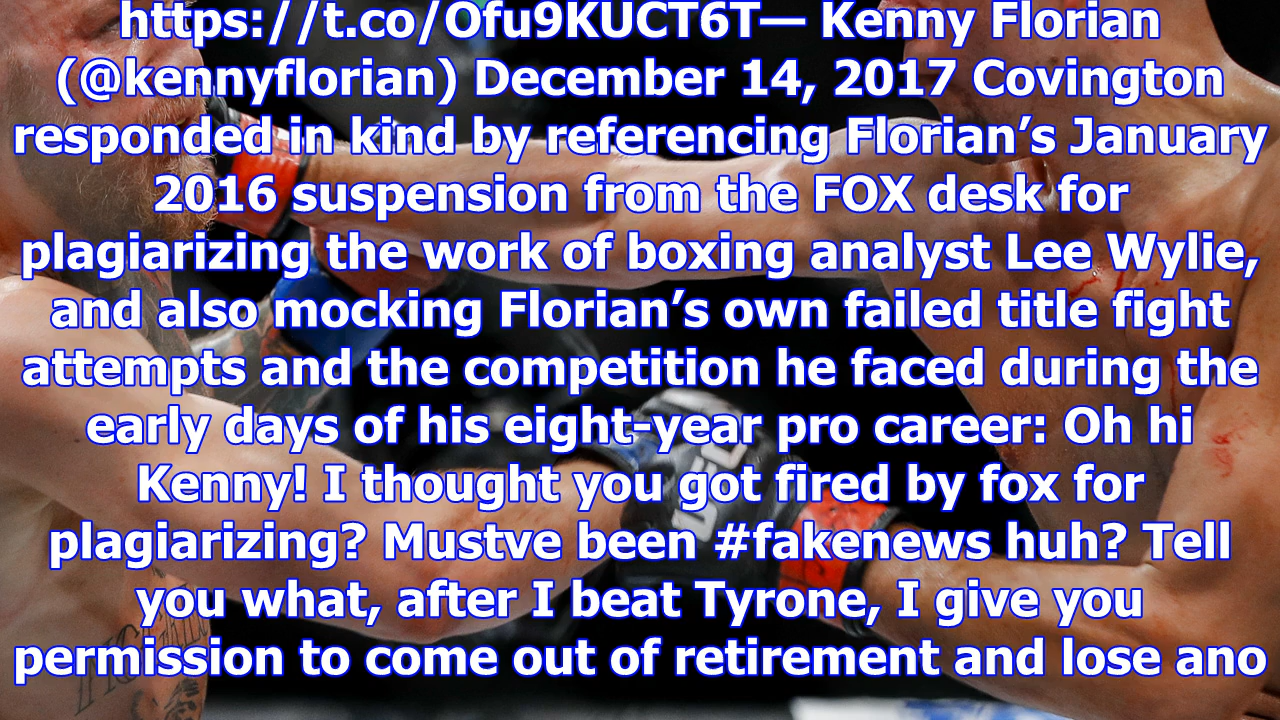 https://t.co/Ofu9KUCT6T— Kenny Florian
(@kennyflorian) December 14, 2017 Covington
responded in kind by referencing Florian’s January
2016 suspension from the FOX desk for
plagiarizing the work of boxing analyst Lee Wylie,
and also mocking Florian’s own failed title fight
attempts and the competition he faced during the
early days of his eight-year pro career: Oh hi
Kenny! I thought you got fired by fox for
plagiarizing? Mustve been #fakenews huh? Tell
you what, after I beat Tyrone, I give you
permission to come out of retirement and lose ano
UFC